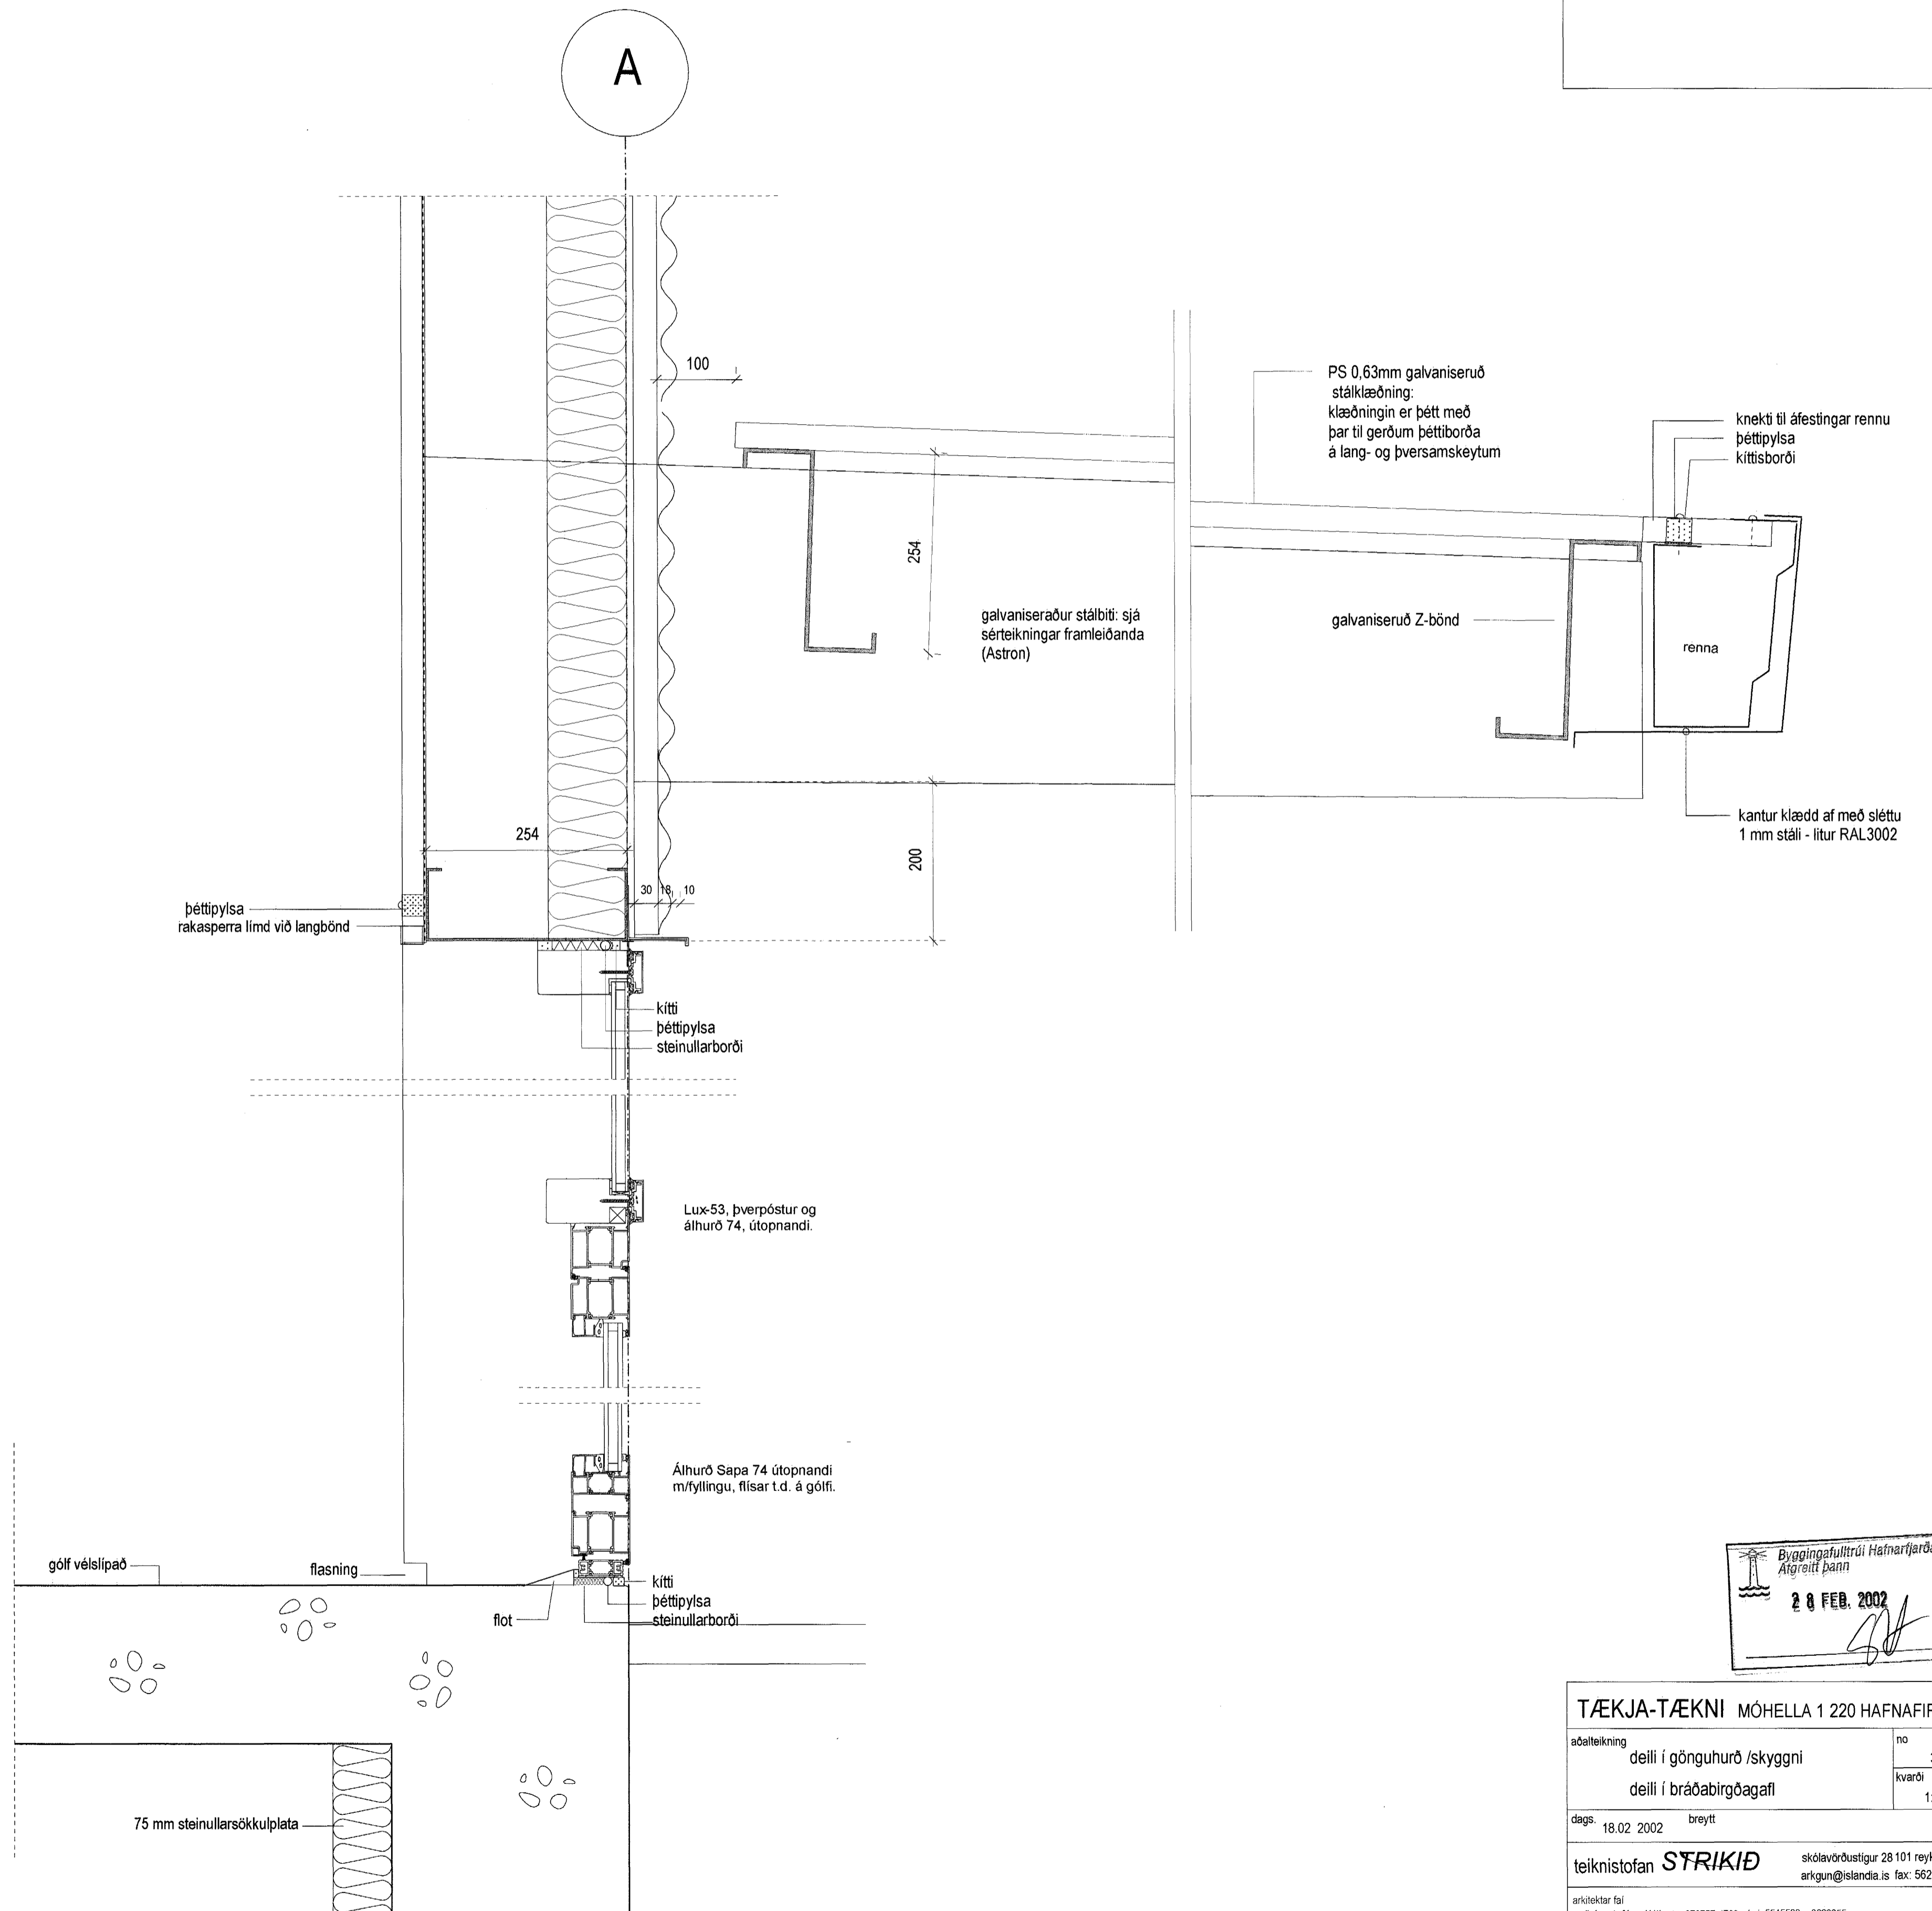 A
100
PS 0,63mm galvaniseruð
stálklæðning:
klæðningin er þétt með
þar til gerðum þéttiborða
á lang- og þversamskeytum
knekti til áfestingar rennu
þéttipylsa
kíttisborði
254
galvaniseraður stálbiti: sjá
sérteikningar framleiðanda
(Astron)
galvaniseruð Z-bönd
renna
kantur klædd af með sléttu
1 mm stáli - litur RAL3002
254
200
30 18 10
þéttipylsa
rakasperra límd við langbönd
kítti
þéttipylsa
steinullarborði
Lux-53, þverpóstur og
álhurð 74, útopnandi.
Álhurð Sapa 74 útopnandi
m/fyllingu, flísar t.d. á gólfi.
gólf vélslípað
flasning
flot
kítti
þéttipylsa
steinullarborði
75 mm steinullarsökkulplata
Byggingafulltrúi Hafnarfjarða
Afgreitt þann
28 FEB. 2002
TÆKJA-TÆKNI MÓHELLA 1 220 HAFNAFIR
aðalteikning
deili í gönguhurð /skyggni
deili í bráðabirgðagafl
no
kvarði
1:
dags. 18.02 2002 breytt
teiknistofan STRIKIÐ
skólavörðustígur 28 101 reyk
arkgun@islandia.is fax: 562
arkitektar faí